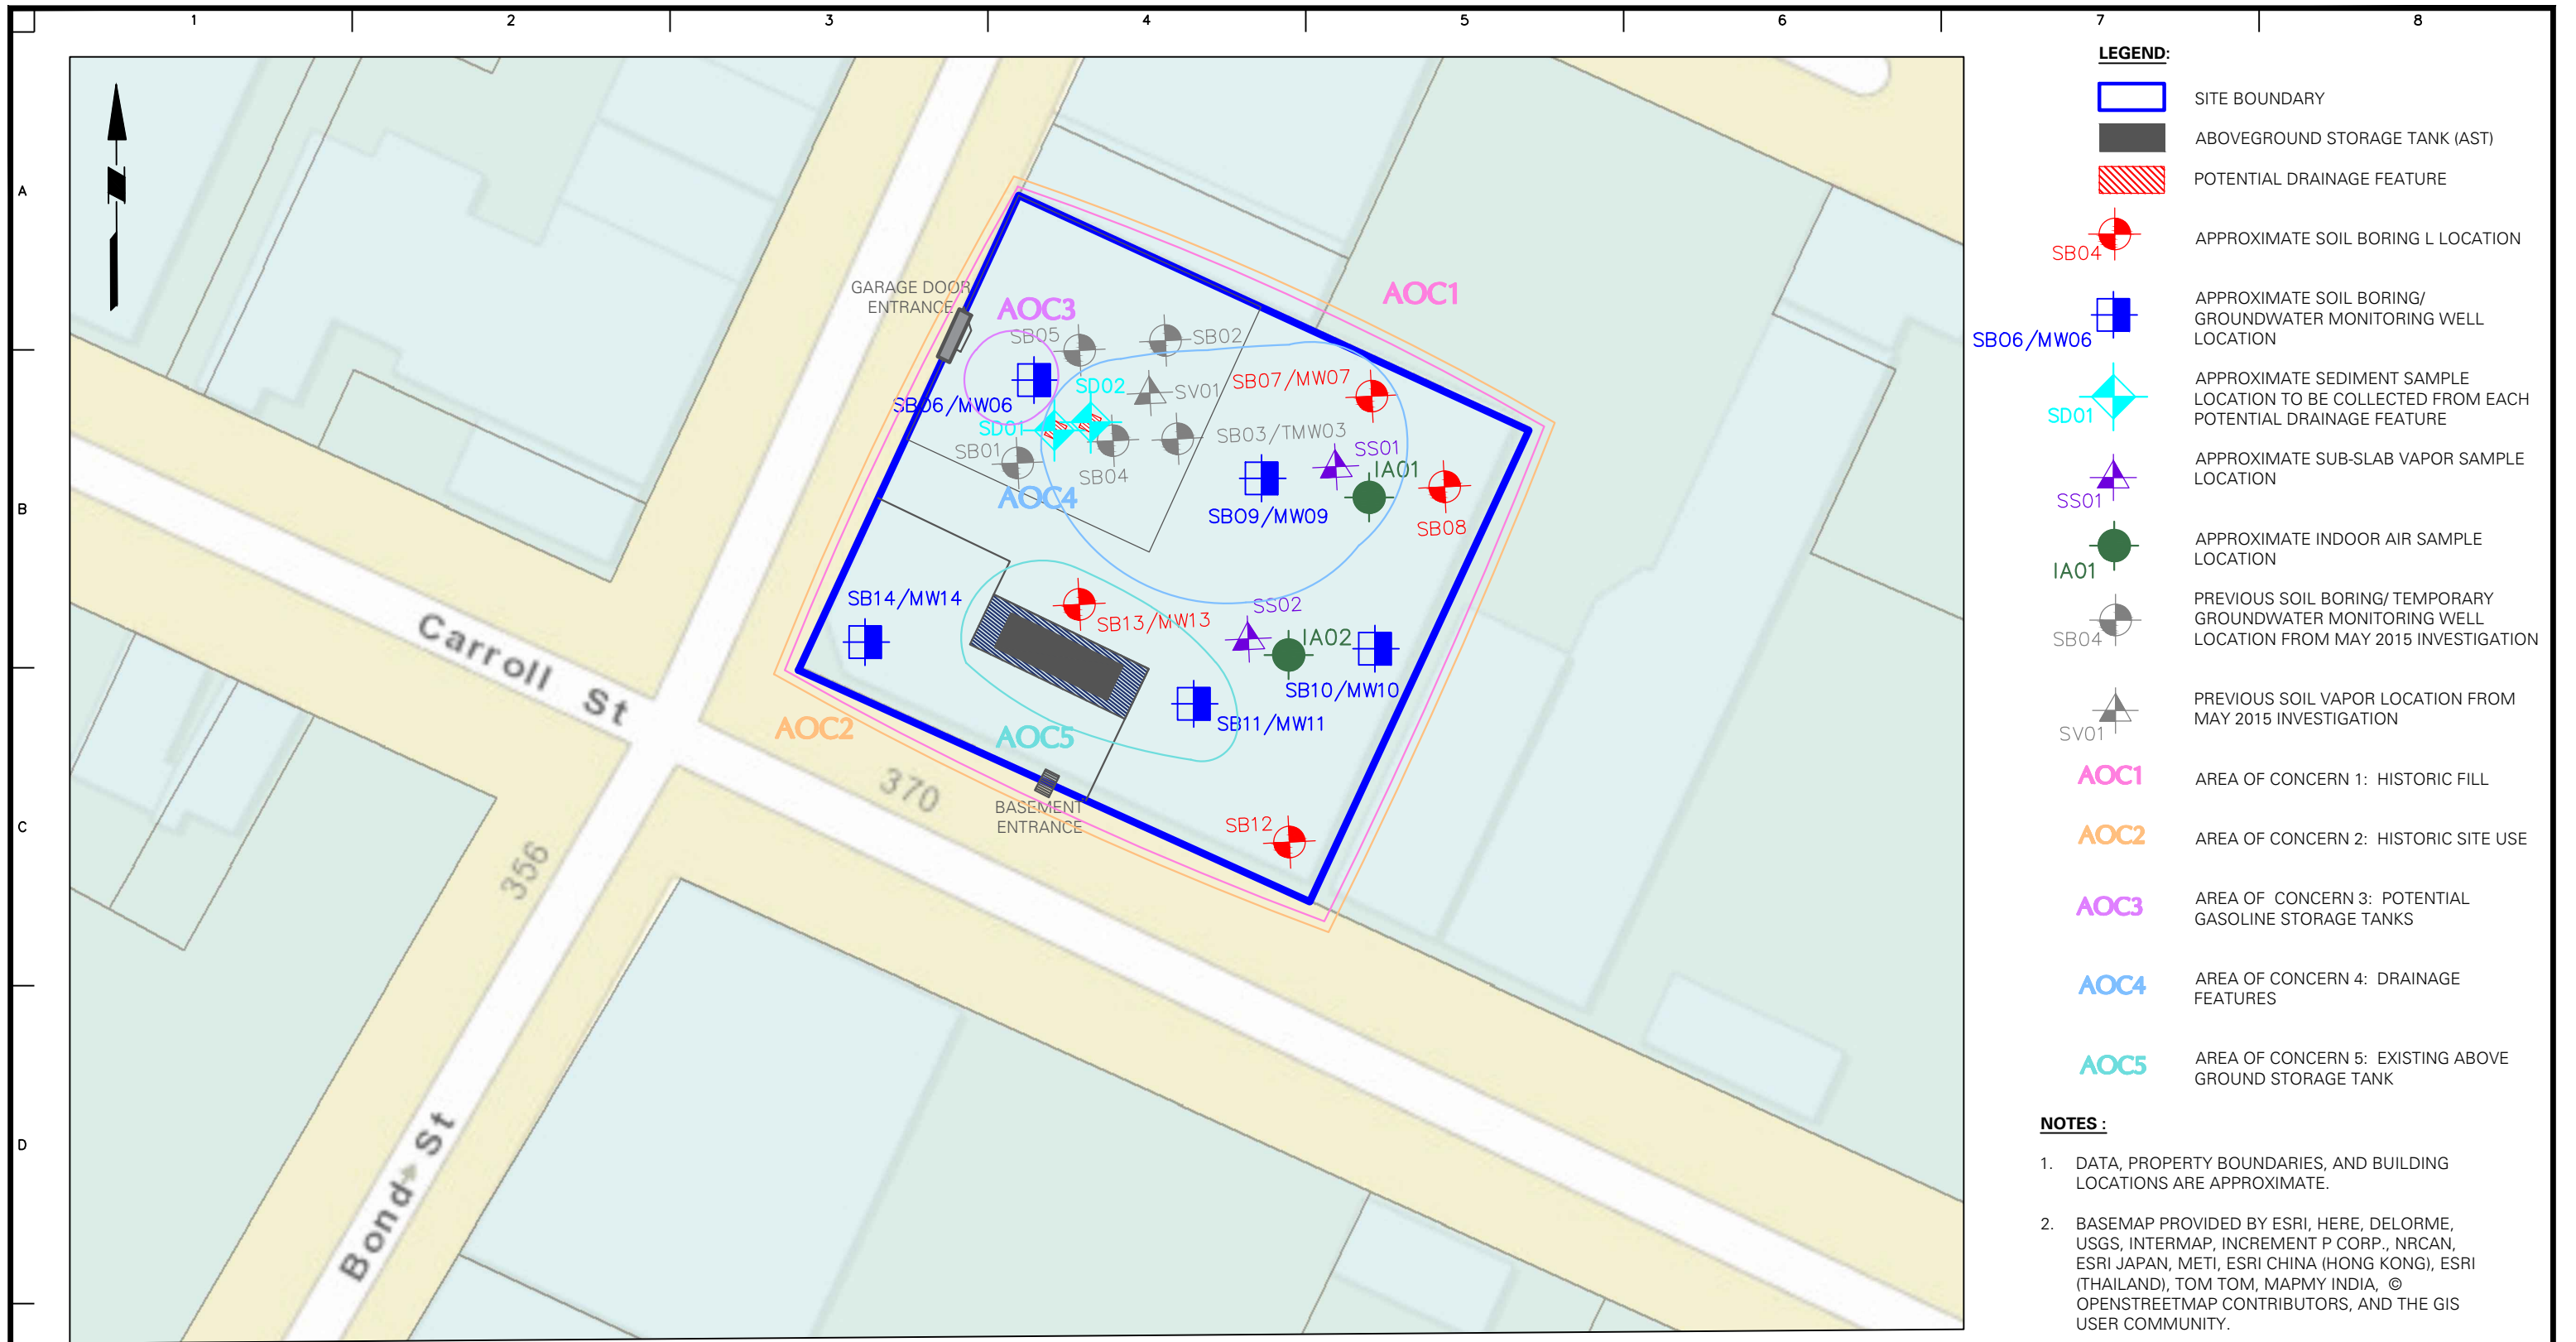 1 2 3 4 5 6 7 8
A
B
C
D
GARAGE DOOR
ENTRANCE
AOC3
AOC1
SB05
SB02
SB06/MW06
SD02
SV01
SB07/MW07
SD01
SB03/TMW03
SB01
SB04
SS01
IA01
AOC4
SB09/MW09
SB08
SB14/MW14
SB13/MW13
SS02
IA02
SB10/MW10
SB11/MW11
AOC2
AOC5
BASEMENT
ENTRANCE
SB12
Carroll St
370
356
Bond St
LEGEND:
SITE BOUNDARY
ABOVEGROUND STORAGE TANK (AST)
POTENTIAL DRAINAGE FEATURE
SB04
APPROXIMATE SOIL BORING L LOCATION
SB06/MW06
APPROXIMATE SOIL BORING/
GROUNDWATER MONITORING WELL
LOCATION
SD01
APPROXIMATE SEDIMENT SAMPLE
LOCATION TO BE COLLECTED FROM EACH
POTENTIAL DRAINAGE FEATURE
SS01
APPROXIMATE SUB-SLAB VAPOR SAMPLE
LOCATION
IA01
APPROXIMATE INDOOR AIR SAMPLE
LOCATION
SB04
PREVIOUS SOIL BORING/ TEMPORARY
GROUNDWATER MONITORING WELL
LOCATION FROM MAY 2015 INVESTIGATION
SV01
PREVIOUS SOIL VAPOR LOCATION FROM
MAY 2015 INVESTIGATION
AOC1 AREA OF CONCERN 1: HISTORIC FILL
AOC2 AREA OF CONCERN 2: HISTORIC SITE USE
AOC3 AREA OF CONCERN 3: POTENTIAL
GASOLINE STORAGE TANKS
AOC4 AREA OF CONCERN 4: DRAINAGE
FEATURES
AOC5 AREA OF CONCERN 5: EXISTING ABOVE
GROUND STORAGE TANK
NOTES :
1. DATA, PROPERTY BOUNDARIES, AND BUILDING
LOCATIONS ARE APPROXIMATE.
2. BASEMAP PROVIDED BY ESRI, HERE, DELORME,
USGS, INTERMAP, INCREMENT P CORP., NRCAN,
ESRI JAPAN, METI, ESRI CHINA (HONG KONG), ESRI
(THAILAND), TOM TOM, MAPMY INDIA, ©
OPENSTREETMAP CONTRIBUTORS, AND THE GIS
USER COMMUNITY.